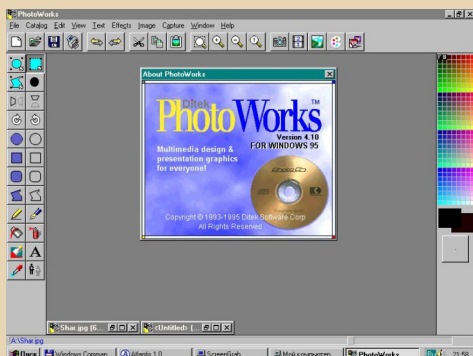 PhotoWorks
File Catalog Edit View Text Effects Image Capture Window Help
About PhotoWorks
Ditek
PhotoWorks™
Version 4.10
FOR WINDOWS 95
Multimedia design &
presentation graphics
for everyone!
Copyright © 1993-1995 Ditek Software Corp
All Rights Reserved
A
Shar.jpg (6... <Untitled> (...
A:\Shar.jpg
Пуск Windows Comman... Atlantis 1.0 ScreenGrab Мой компьютер PhotoWorks 21:58